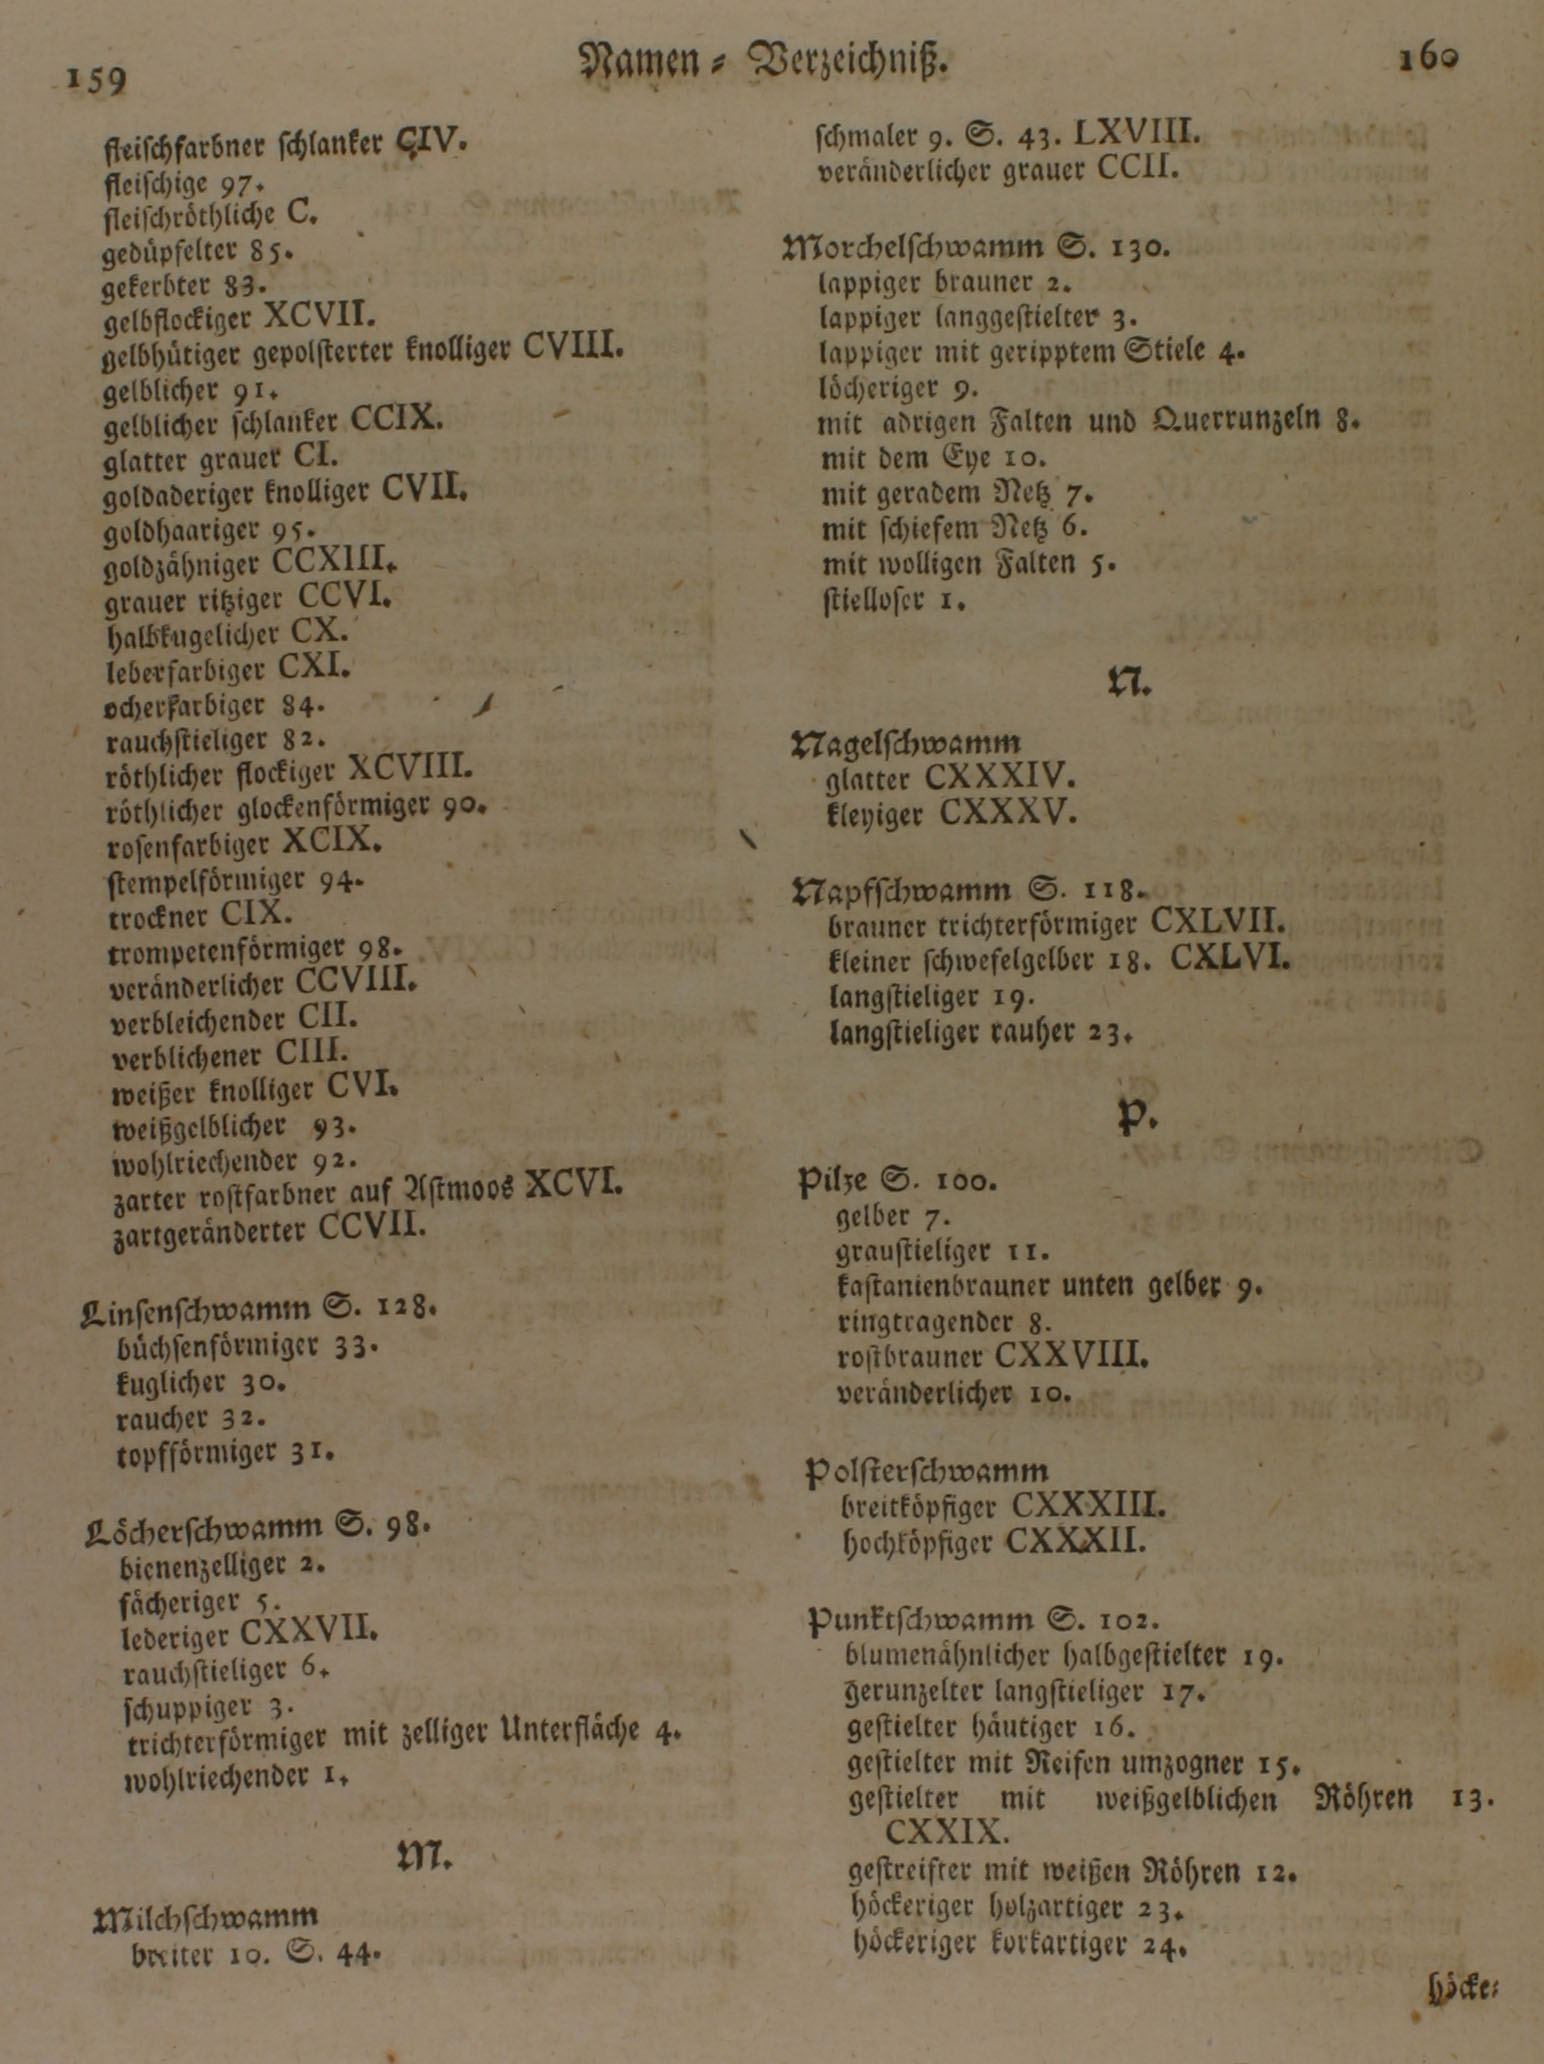 159
Namen-Verzeichniß.
160
fleischfarbner schlanker CIV.
fleischige 97.
fleischröthliche C.
gedüpfelter 85.
gekerbter 83.
gelbflockiger XCVII.
gelbhütiger gepolsterter knolliger CVIII.
gelblicher 91.
gelblicher schlanker CCIX.
glatter grauer CI.
goldaderiger knolliger CVII.
goldhaariger 95.
goldzähniger CCXIII.
grauer ritziger CCVI.
halbkugelicher CX.
leberfarbiger CXI.
ocherfarbiger 84.
rauchstieliger 82.
röthlicher flockiger XCVIII.
röthlicher glockenförmiger 90.
rosenfarbiger XCIX.
stempelförmiger 94.
trockner CIX.
trompetenförmiger 98.
veränderlicher CCVIII.
verbleichender CII.
verblichener CIII.
weißer knolliger CVI.
weißgelblicher 93.
wohlriechender 92.
zarter rostfarbner auf Astmoos XCVI.
zartgeränderter CCVII.
Linsenschwamm S. 128.
büchsenförmiger 33.
kuglicher 30.
raucher 32.
topfförmiger 31.
Löcherschwamm S. 98.
bienenzelliger 2.
fächeriger 5.
lederiger CXXVII.
rauchstieliger 6.
schuppiger 3.
trichterförmiger mit zelliger Unterfläche 4.
wohlriechender 1.
M.
Milchschwamm
breiter 10. S. 44.
schmaler 9. S. 43. LXVIII.
veränderlicher grauer CCII.
Morchelschwamm S. 130.
lappiger brauner 2.
lappiger langgestielter 3.
lappiger mit geripptem Stiele 4.
löcheriger 9.
mit adrigen Falten und Querrunzeln 8.
mit dem Eye 10.
mit geradem Netz 7.
mit schiefem Netz 6.
mit wolligen Falten 5.
stielloser 1.
N.
Nagelschwamm
glatter CXXXIV.
kleyiger CXXXV.
Napfschwamm S. 118.
brauner trichterförmiger CXLVII.
kleiner schwefelgelber 18. CXLVI.
langstieliger 19.
langstieliger rauher 23.
P.
Pilze S. 100.
gelber 7.
graustieliger 11.
kastanienbrauner unten gelber 9.
ringtragender 8.
rostbrauner CXXVIII.
veränderlicher 10.
Polsterschwamm
breitköpfiger CXXXIII.
hochköpfiger CXXXII.
Punktschwamm S. 102.
blumenähnlicher halbgestielter 19.
gerunzelter langstieliger 17.
gestielter häutiger 16.
gestielter mit Reifen umzogner 15.
gestielter mit weißgelblichen Röhren 13.
CXXIX.
gestreifter mit weißen Röhren 12.
höckeriger holzartiger 23.
höckeriger korkartiger 24.
höcke-